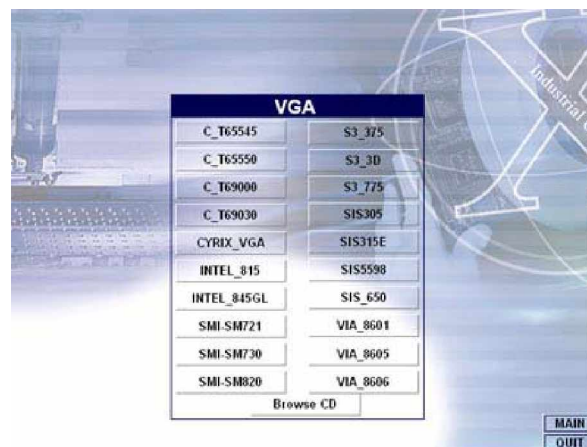 VGA
C_T65545 S3_375
C_T65550 S3_3D
C_T69000 S3_775
C_T69030 SIS305
CYRIX_VGA SIS315E
INTEL_815 SIS5598
INTEL_845GL SIS_650
SMI-SM721 VIA_8601
SMI-SM730 VIA_8605
SMI-SM820 VIA_8606
Browse CD
Industrial
MAIN
QUIT